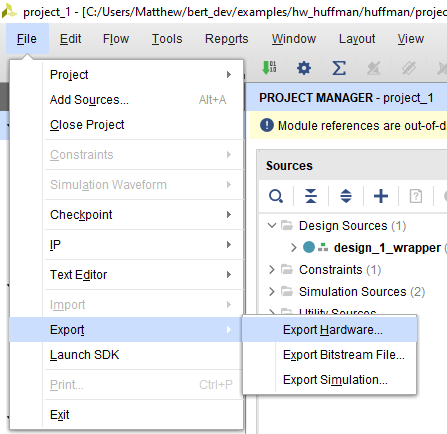 project_1 - [C:/Users/Matthew/bert_dev/examples/hw_huffman/huffman/projec
File Edit Flow Tools Reports Window Layout View H
Project
Add Sources... Alt+A
Close Project
Constraints
Simulation Waveform
Checkpoint
IP
Text Editor
Import
Export
Launch SDK
Print... Ctrl+P
Exit
Export Hardware...
Export Bitstream File...
Export Simulation...
PROJECT MANAGER - project_1
Module references are out-of-d
Sources
Design Sources (1)
design_1_wrapper
Constraints (1)
Simulation Sources (2)
Utility Sources